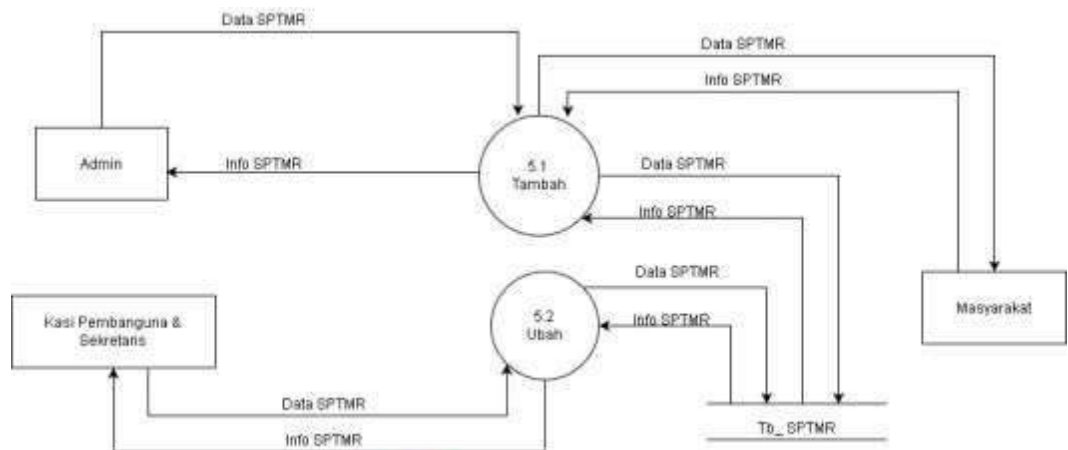 Data SPTMR
Data SPTMR
Info SPTMR
Admin
Info SPTMR
5.1
Tambah
Data SPTMR
Info SPTMR
Data SPTMR
Kasi Pembanguna &
Sekretaris
5.2
Ubah
Info SPTMR
Masyarakat
Data SPTMR
Info SPTMR
Tb_ SPTMR